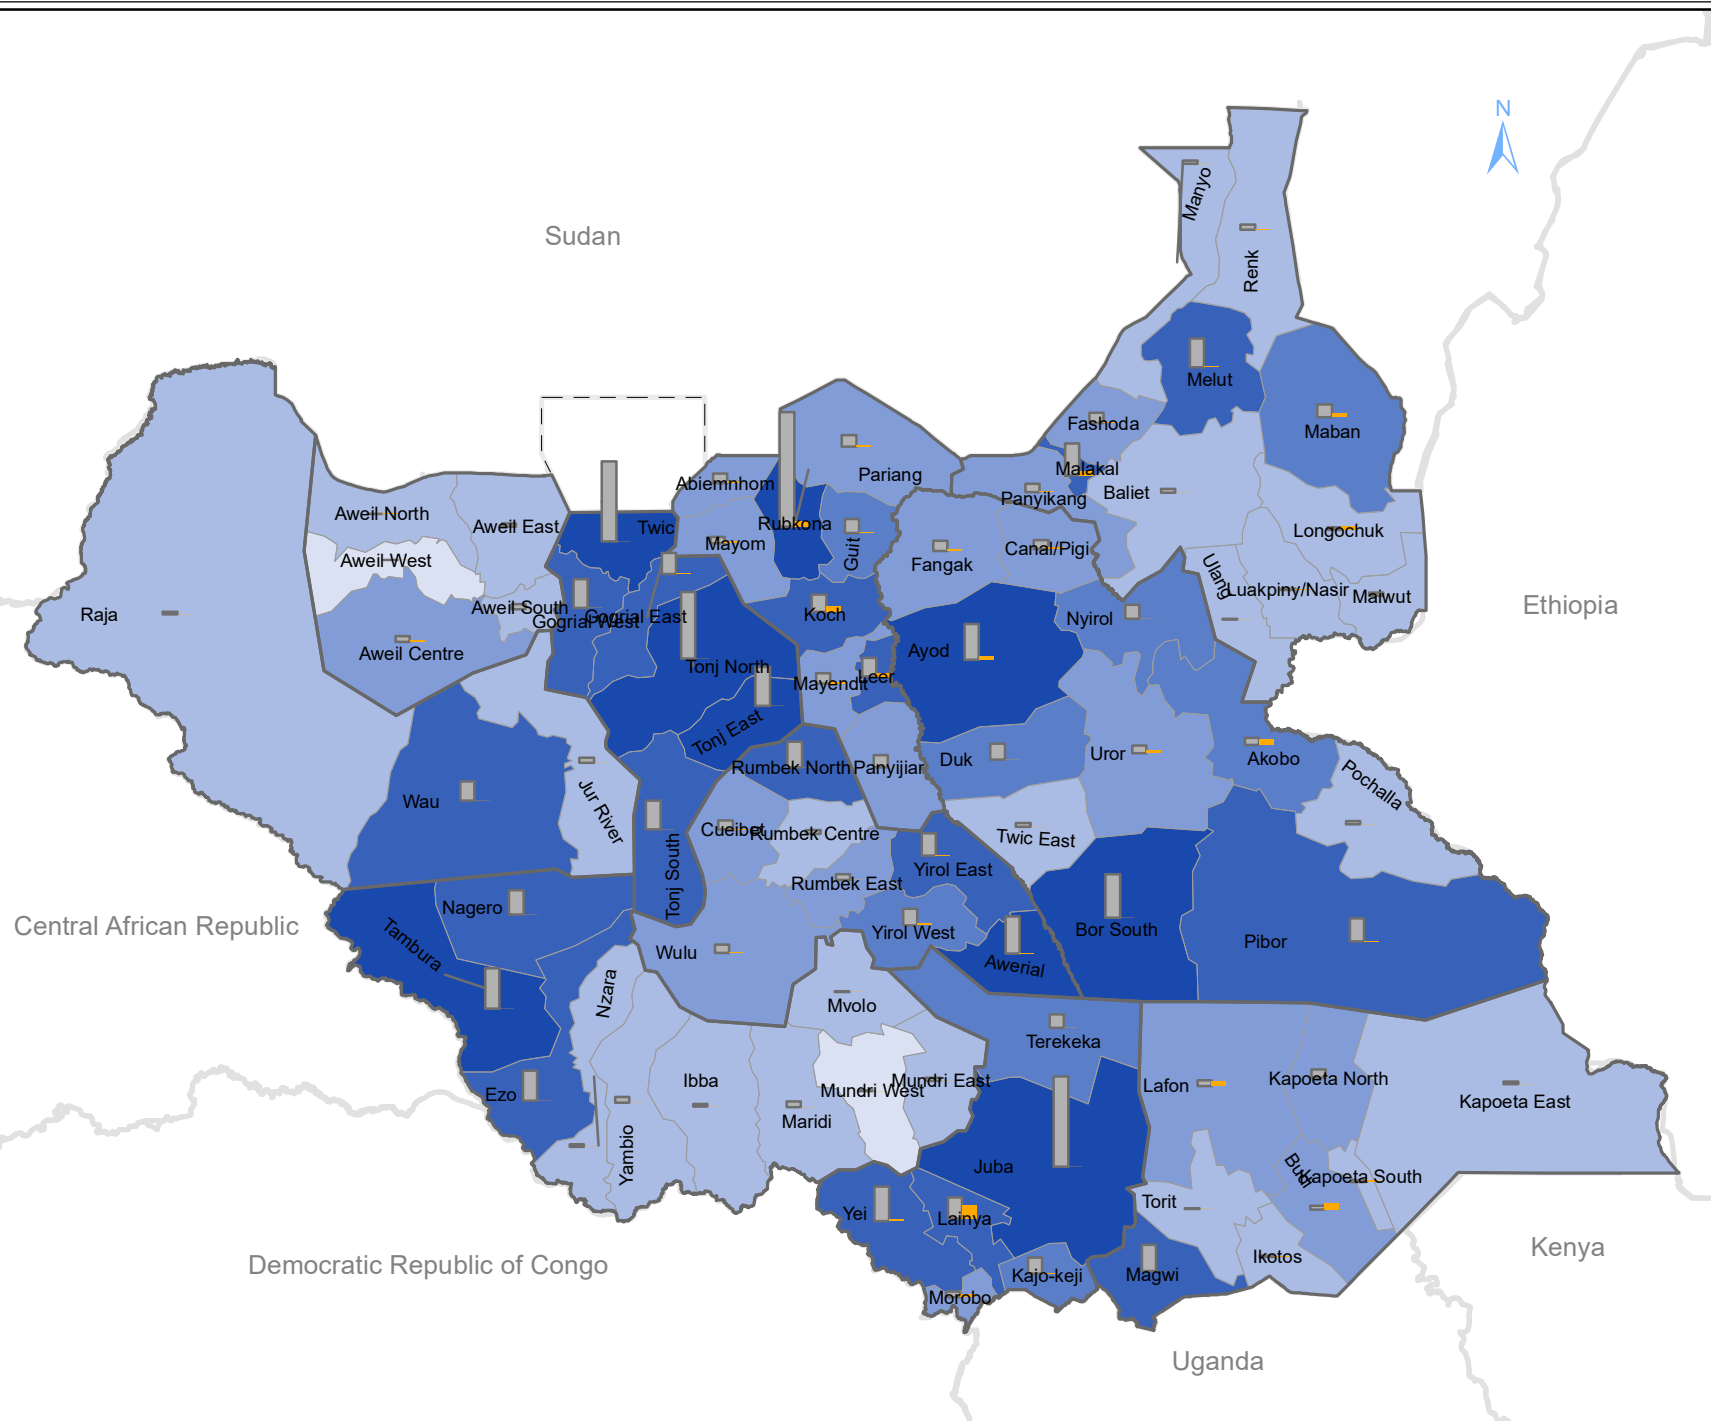 N
Sudan
Manyo
Renk
Melut
Fashoda
Maban
Malakal
Pariang
Abiemnhom
Panyikang
Baliet
Aweil North
Aweil East
Twic
Rubkona
Longochuk
Mayom
Guit
Canal/Pigi
Aweil West
Fangak
Ulang
Luakpiny/Nasir
Maiwut
Ethiopia
Raja
Aweil South
Gogrial West
Gogrial East
Koch
Nyirol
Aweil Centre
Ayod
Tonj North
Mayendit
Leer
Tonj East
Rumbek North
Panyijiar
Duk
Uror
Akobo
Pochalla
Wau
Jur River
Cueibet
Rumbek Centre
Twic East
Tonj South
Yirol East
Rumbek East
Nagero
Central African Republic
Tambura
Yirol West
Bor South
Pibor
Wulu
Awerial
Nzara
Mvolo
Terekeka
Ezo
Ibba
Mundri East
Mundri West
Lafon
Kapoeta North
Kapoeta East
Maridi
Yambio
Juba
Budi
Kapoeta South
Torit
Yei
Lainya
Kenya
Ikotos
Democratic Republic of Congo
Kajo-keji
Magwi
Morobo
Uganda